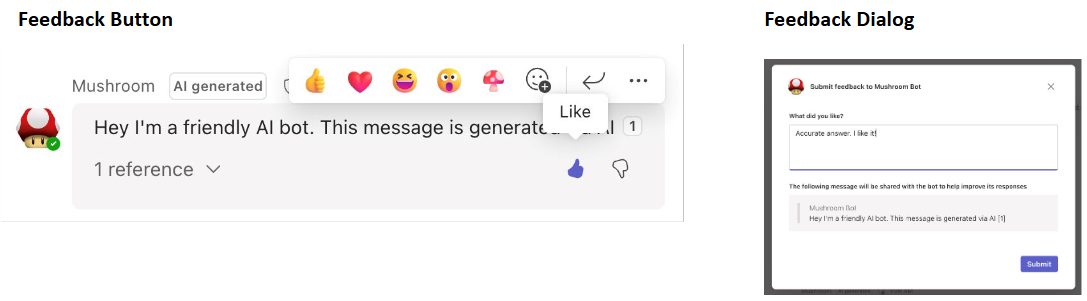 Feedback Button
Feedback Dialog
Mushroom AI generated
Like
Hey I'm a friendly AI bot. This message is generated via AI 1
1 reference
Submit feedback to Mushroom Bot
What did you like?
Accurate answer. I like it!
The following message will be shared with the bot to help improve its responses
Mushroom Bot
Hey I'm a friendly AI bot. This message is generated via AI [1]
Submit